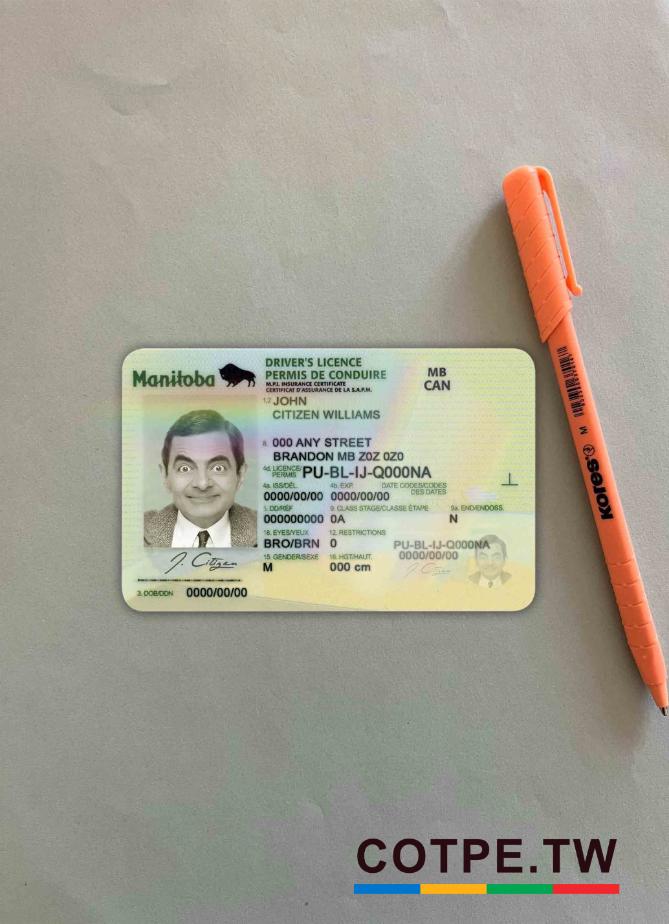 Manitoba
DRIVER'S LICENCE
PERMIS DE CONDUIRE
M.P.I. INSURANCE CERTIFICATE
CERTIFICAT D'ASSURANCE DE LA S.A.P.M.
MB
CAN
1,2 JOHN
CITIZEN WILLIAMS
8. 000 ANY STREET
BRANDON MB Z0Z 0Z0
4d. LICENCE/PERMIS PU-BL-IJ-Q000NA
4a. ISS/DÉL. 4b. EXP. DATE CODES/CODES DES DATES
0000/00/00 0000/00/00
5. DD/RÉF 9. CLASS STAGE/CLASSE ÉTAPE 9a. END/ENDOSS.
000000000 0A N
18. EYES/YEUX 12. RESTRICTIONS
BRO/BRN 0
PU-BL-IJ-Q000NA
0000/00/00
15. GENDER/SEXE 16. HGT/HAUT.
M 000 cm
J. Citizen
J. Citizen
3. DOB/DDN 0000/00/00
M
Kores
COTPE.TW